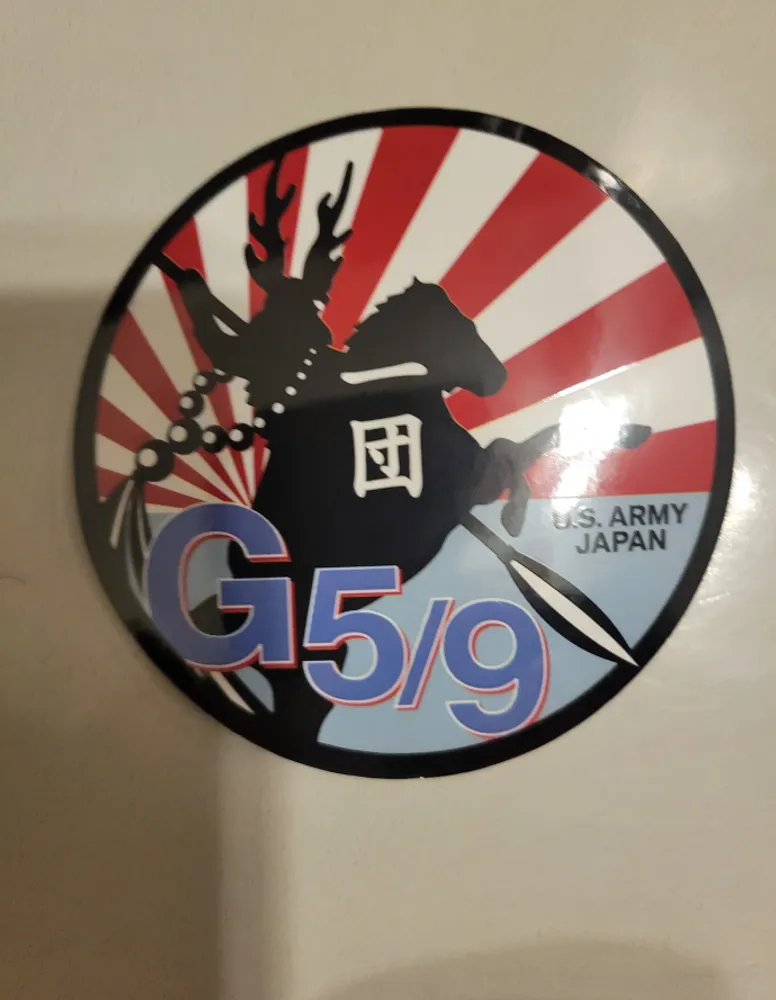 一
団
G5/9
U.S. ARMY
JAPAN